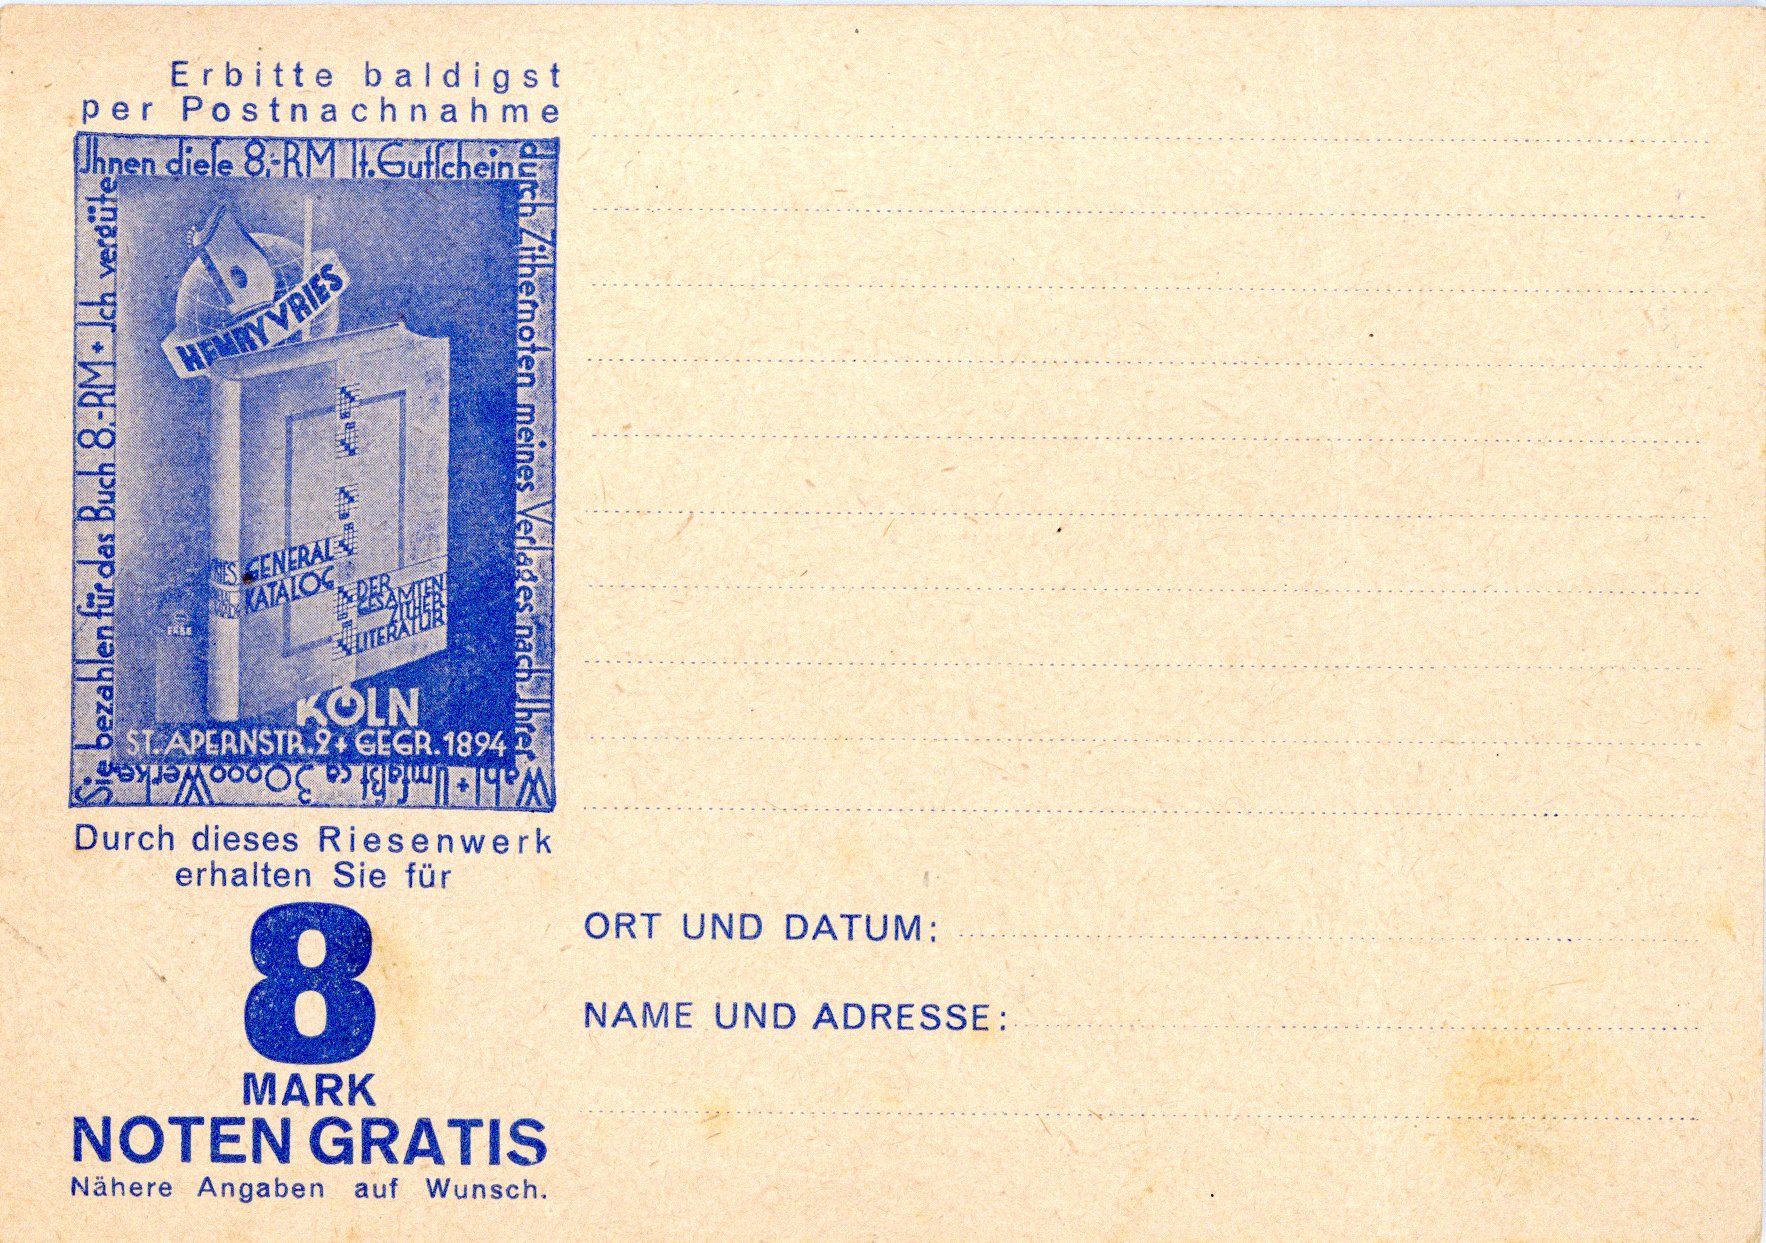 Erbitte baldigst
per Postnachnahme
Sie bezahlen für das Buch 8.-RM + Ich vergüte
Ihnen diese 8,-RM lt. Gutschein
durch Zithernoten meines Verlages nach Ihrer
Wahl + Umfaßt ca 30000 Werke
HENRY VRIES
GENERAL
KATALOG
DER
GESAMTEN
ZITHER
LITERATUR
KÖLN
ST. APERNSTR. 2 + GEGR. 1894
Durch dieses Riesenwerk
erhalten Sie für
8
MARK
NOTEN GRATIS
Nähere Angaben auf Wunsch.
ORT UND DATUM:
NAME UND ADRESSE: